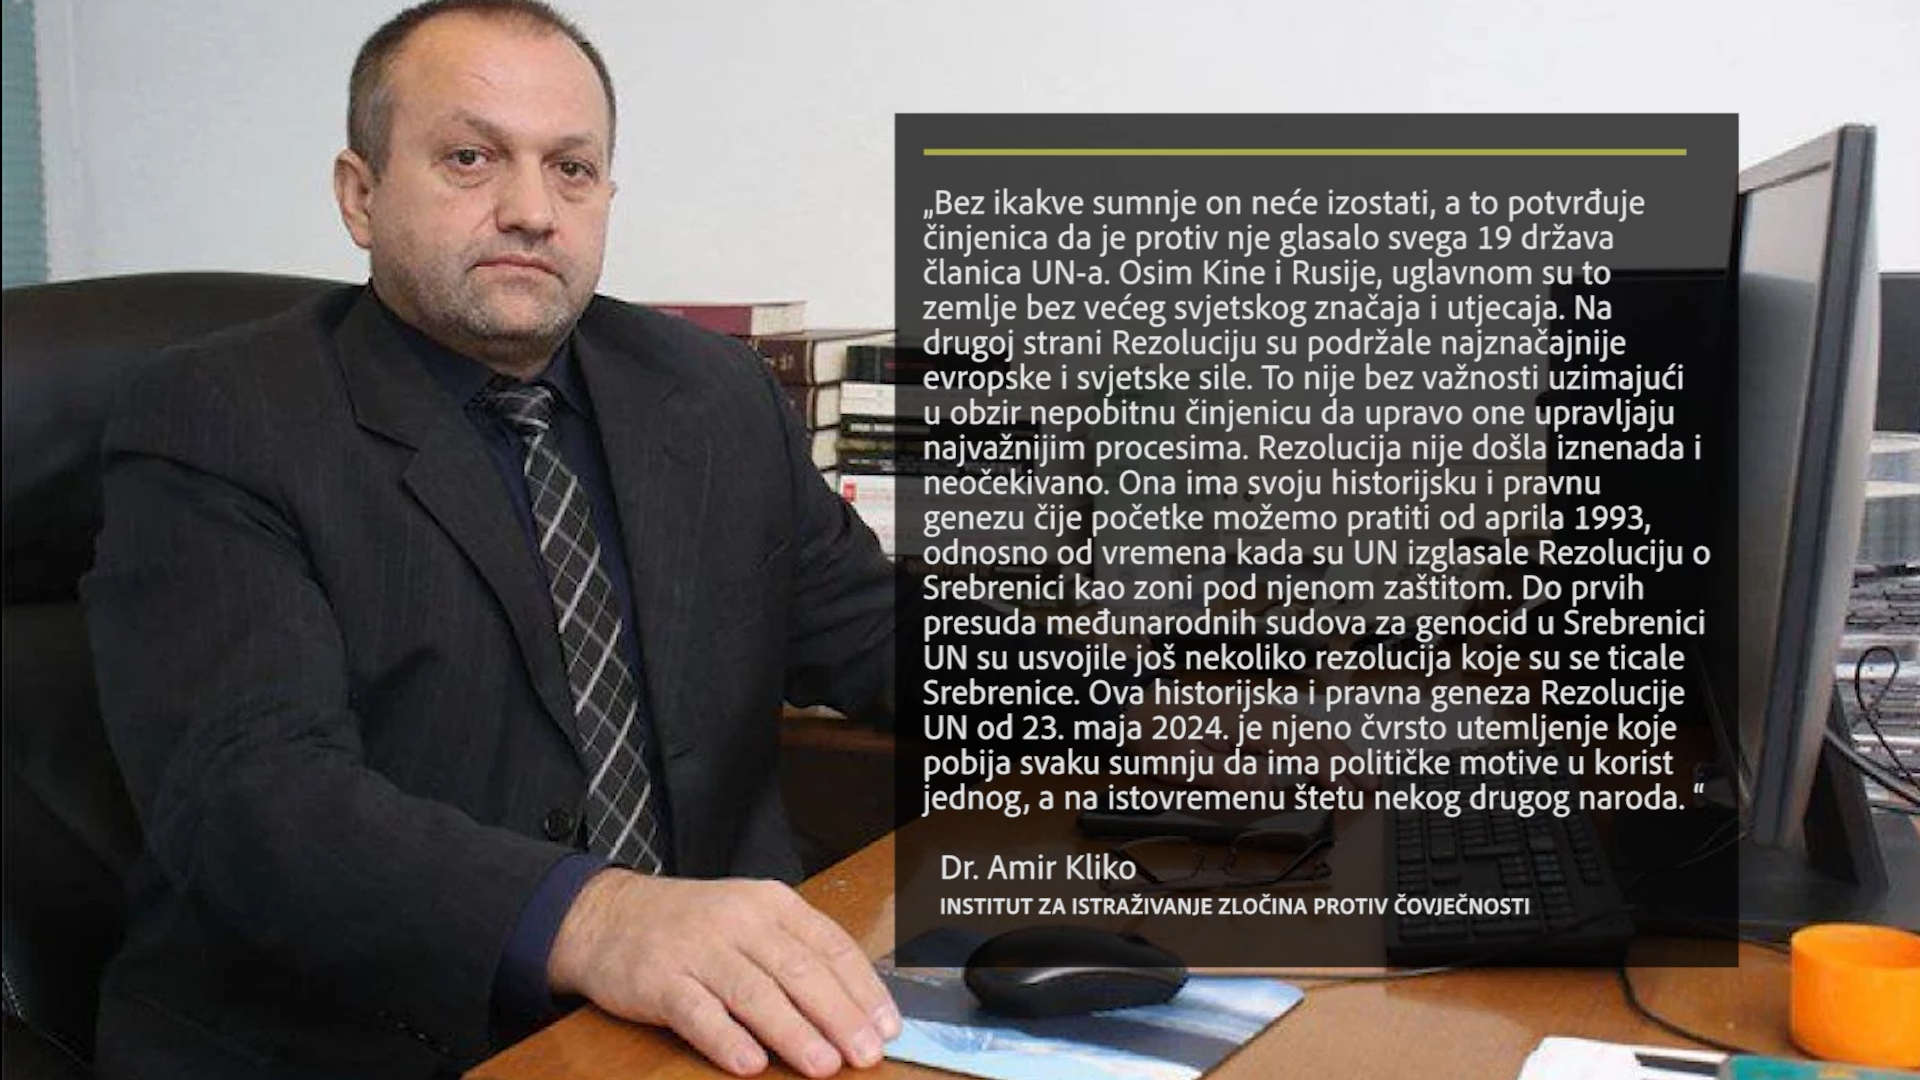 „Bez ikakve sumnje on neće izostati, a to potvrđuje
činjenica da je protiv nje glasalo svega 19 država
članica UN-a. Osim Kine i Rusije, uglavnom su to
zemlje bez većeg svjetskog značaja i utjecaja. Na
drugoj strani Rezoluciju su podržale najznačajnije
evropske i svjetske sile. To nije bez važnosti uzimajući
u obzir nepobitnu činjenicu da upravo one upravljaju
najvažnijim procesima. Rezolucija nije došla iznenada i
neočekivano. Ona ima svoju historijsku i pravnu
genezu čije početke možemo pratiti od aprila 1993,
odnosno od vremena kada su UN izglasale Rezoluciju o
Srebrenici kao zoni pod njenom zaštitom. Do prvih
presuda međunarodnih sudova za genocid u Srebrenici
UN su usvojile još nekoliko rezolucija koje su se ticale
Srebrenice. Ova historijska i pravna geneza Rezolucije
UN od 23. maja 2024. je njeno čvrsto utemljenje koje
pobija svaku sumnju da ima političke motive u korist
jednog, a na istovremenu štetu nekog drugog naroda. “
Dr. Amir Kliko
INSTITUT ZA ISTRAŽIVANJE ZLOČINA PROTIV ČOVJEČNOSTI